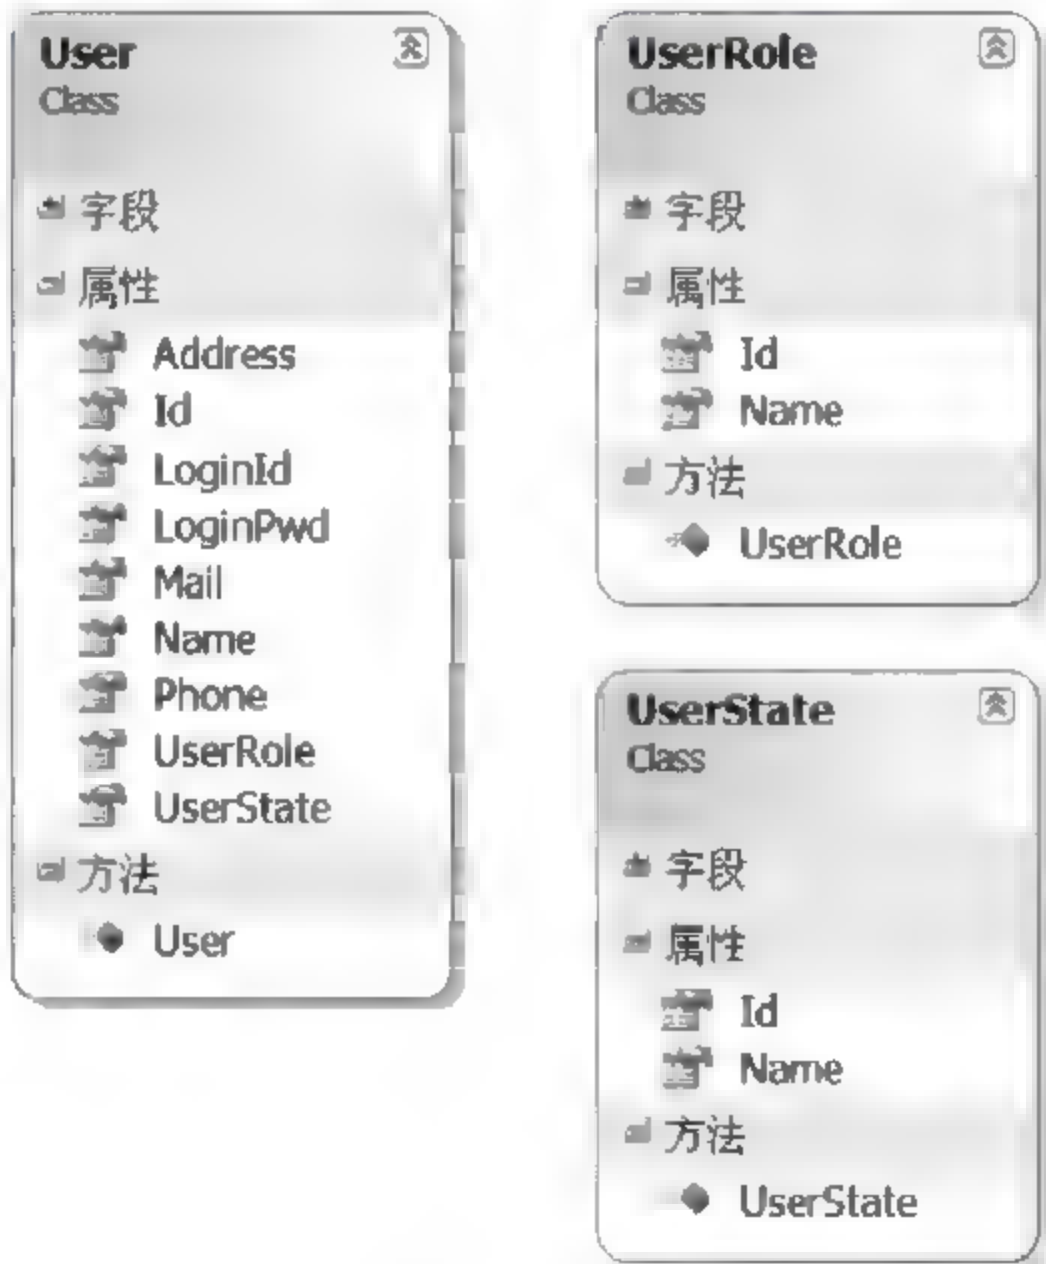 User
Class
字段
属性
Address
Id
LoginId
LoginPwd
Mail
Name
Phone
UserRole
UserState
方法
User
UserRole
Class
字段
属性
Id
Name
方法
UserRole
UserState
Class
字段
属性
Id
Name
方法
UserState